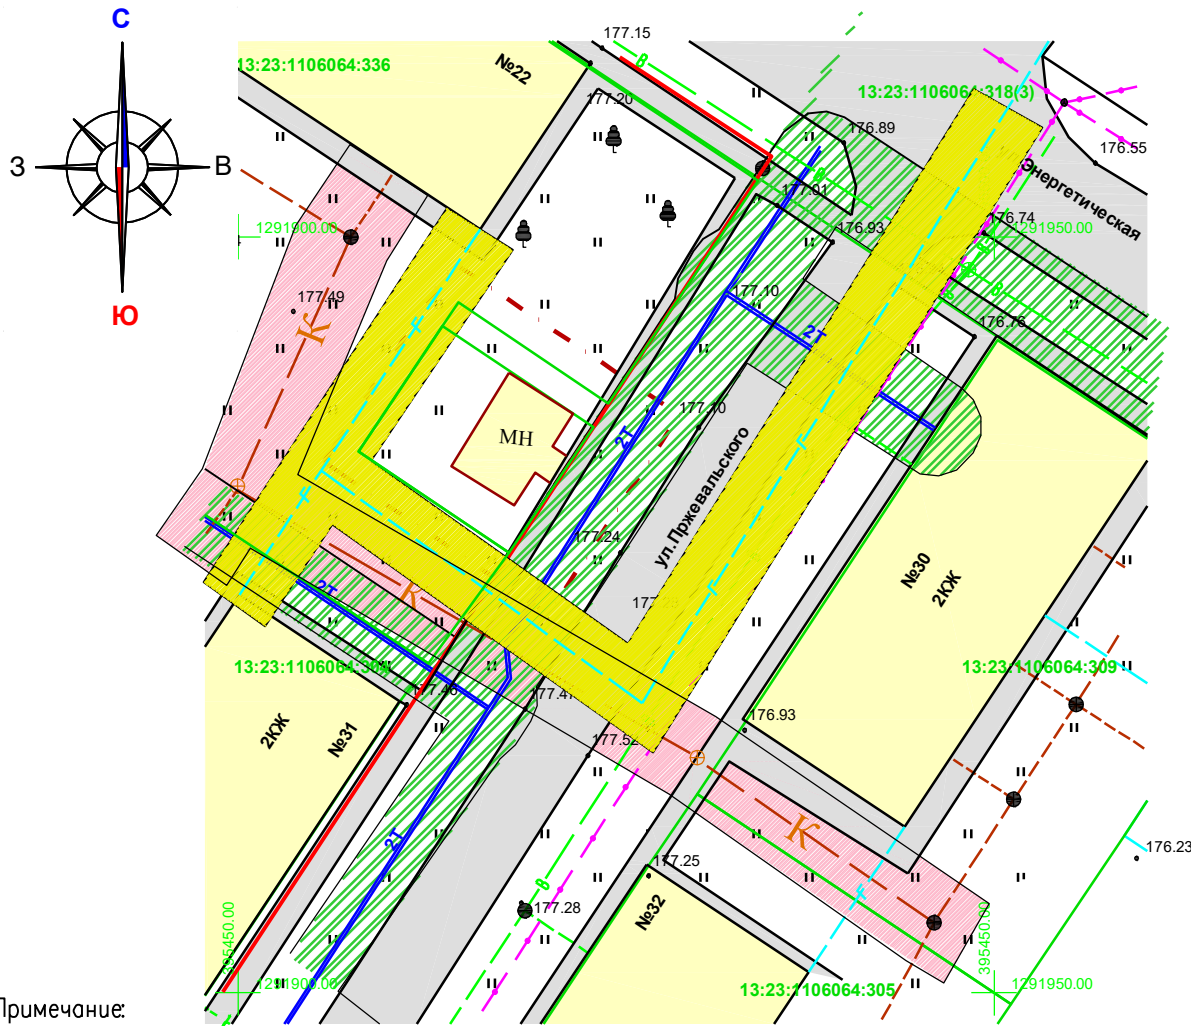 С
З
В
Ю
177.15
№22
В
13:23:1106064:336
177.20
13:23:1106064:318(3)
176.89
176.55
Энергетическая
В
177.01
176.74
1291900.00
1291950.00
176.93
В
В
177.49
177.10
К
Г
2Т
176.76
177.10
МН
2Т
ул.Пржевальского
Г
Г
177.24
№30
2КЖ
2Т
К
Г
13:23:1106064:309
177.46
177.47
176.93
2КЖ
№31
177.52
2Т
К
176.23
177.25
В
Г
№32
177.28
395450.00
395450.00
1291900.00
1291950.00
13:23:1106064:305
Примечание: